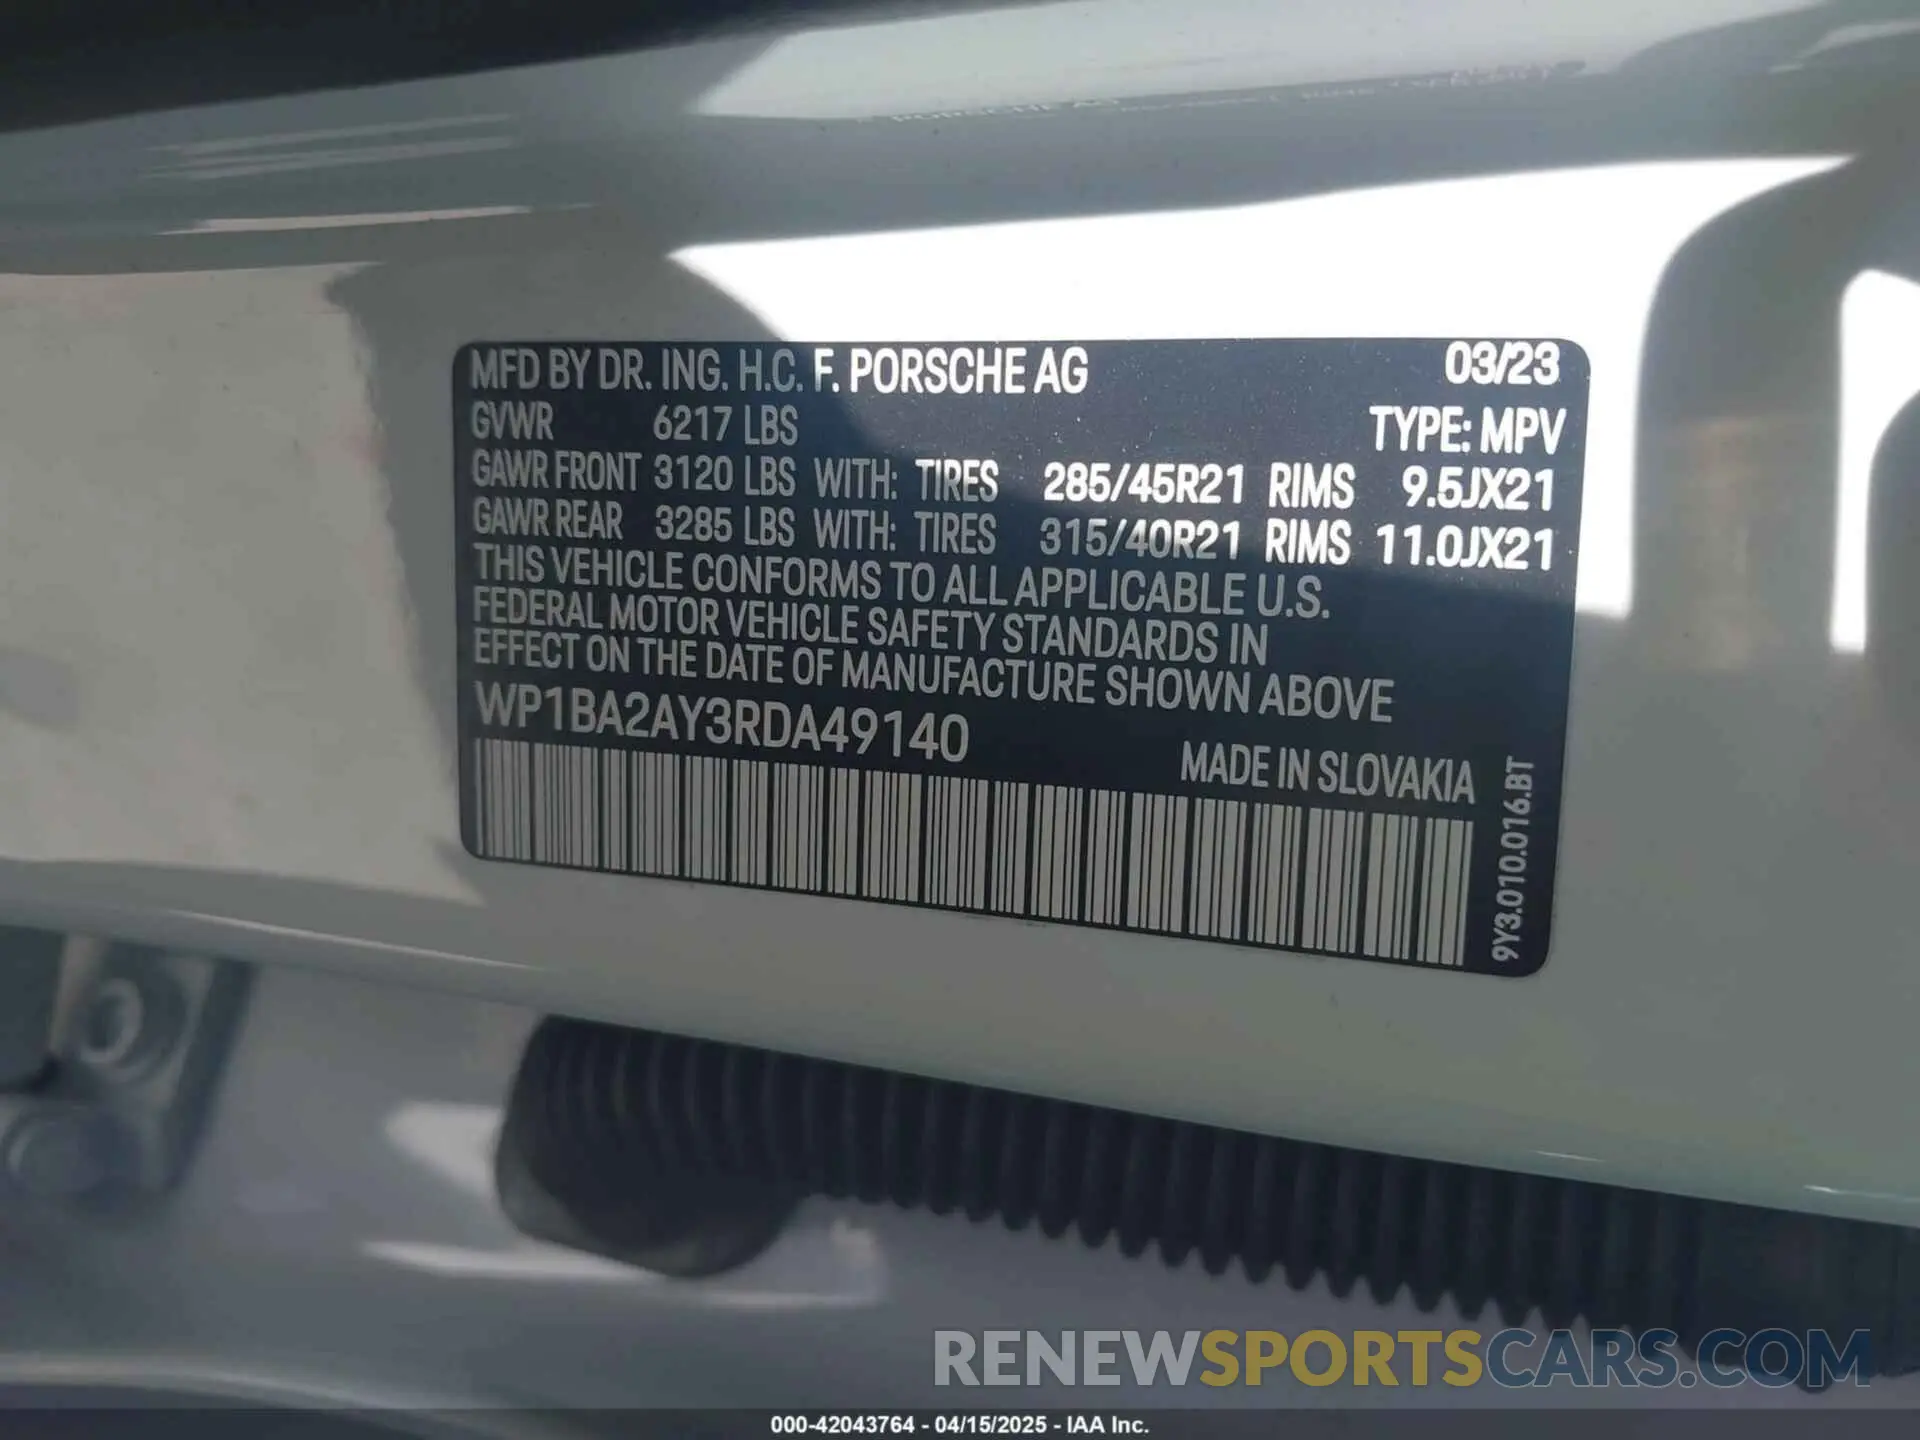 PORSCHE AG
MFD BY DR. ING. H.C. F. PORSCHE AG 03/23
GVWR 6217 LBS TYPE: MPV
GAWR FRONT 3120 LBS WITH: TIRES 285/45R21 RIMS 9.5JX21
GAWR REAR 3285 LBS WITH: TIRES 315/40R21 RIMS 11.0JX21
THIS VEHICLE CONFORMS TO ALL APPLICABLE U.S.
FEDERAL MOTOR VEHICLE SAFETY STANDARDS IN
EFFECT ON THE DATE OF MANUFACTURE SHOWN ABOVE
WP1BA2AY3RDA49140
MADE IN SLOVAKIA
9Y3.010.016.BT
RENEWSPORTSCARS.COM
000-42043764 - 04/15/2025 - IAA Inc.